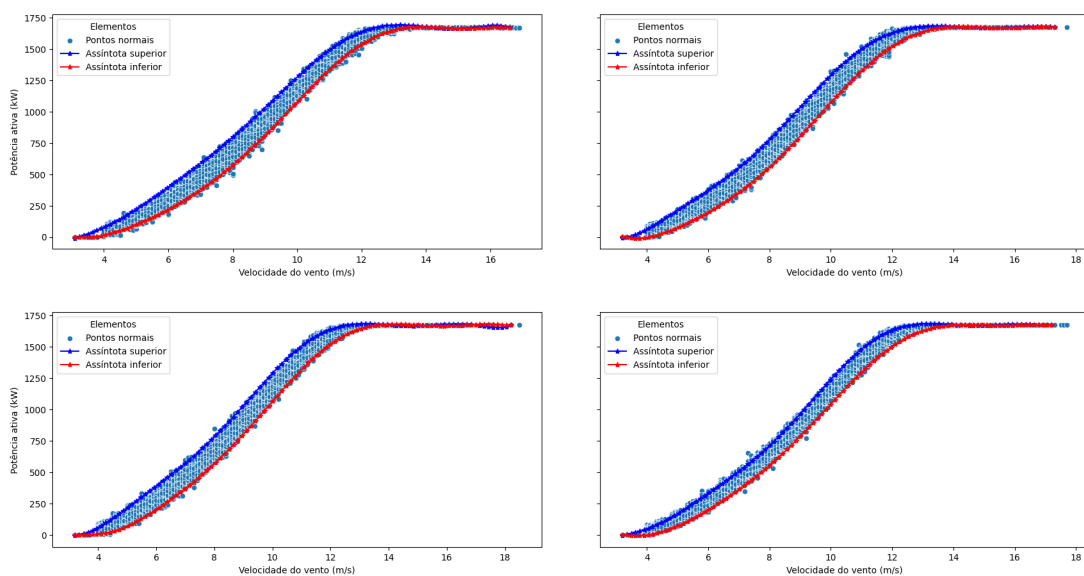 1750
1500
1250
1000
750
500
250
0
Potência ativa (kW)
Elementos
Pontos normais
Assíntota superior
Assíntota inferior
4 6 8 10 12 14 16
Velocidade do vento (m/s)
Elementos
Pontos normais
Assíntota superior
Assíntota inferior
4 6 8 10 12 14 16 18
Velocidade do vento (m/s)
1750
1500
1250
1000
750
500
250
0
Potência ativa (kW)
Elementos
Pontos normais
Assíntota superior
Assíntota inferior
4 6 8 10 12 14 16 18
Velocidade do vento (m/s)
Elementos
Pontos normais
Assíntota superior
Assíntota inferior
4 6 8 10 12 14 16 18
Velocidade do vento (m/s)